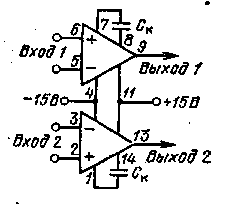 7 Cк
6 + 8 9
Вход 1
5 - Выход 1
4 11
-15В +15В
3 - 13
Вход 2
2 + 14 Выход 2
1 Cк